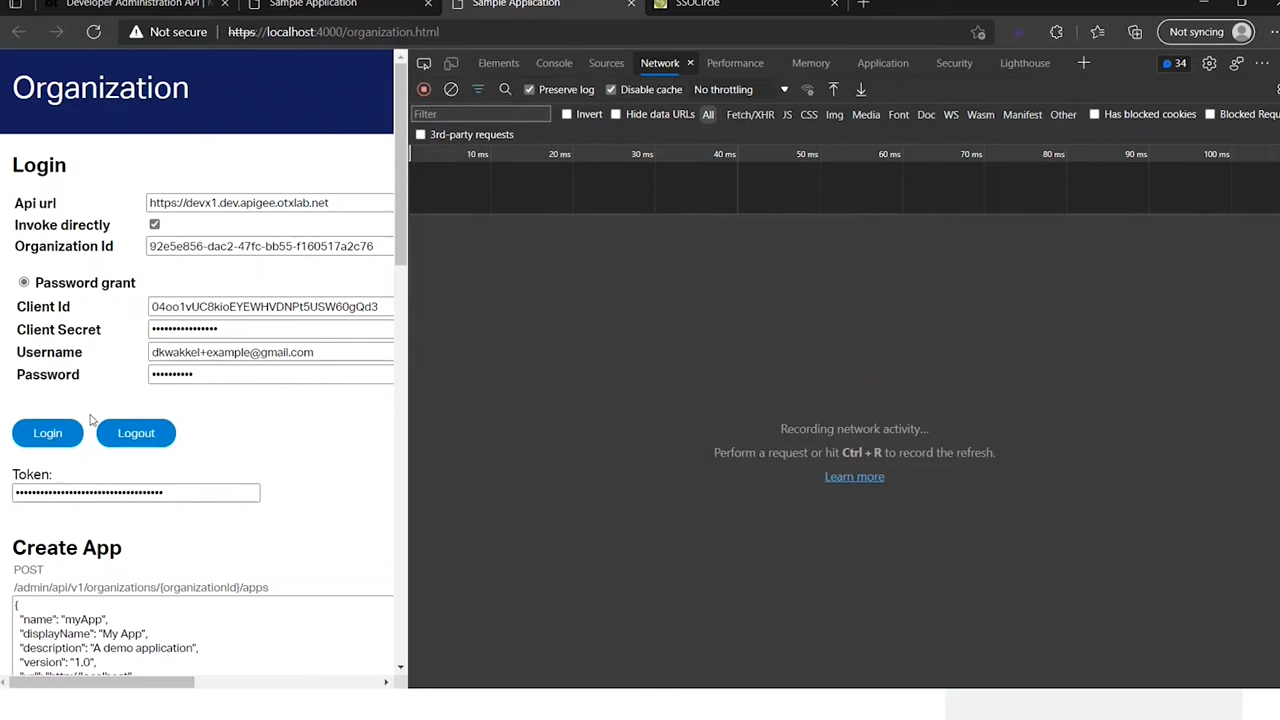 Developer Administration API |
Sample Application
Sample Application
SSOCircle
Not secure
https://localhost:4000/organization.html
Not syncing
Organization
Elements
Console
Sources
Network
Performance
Memory
Application
Security
Lighthouse
34
Preserve log
Disable cache
No throttling
Filter
Invert
Hide data URLs
All
Fetch/XHR
JS
CSS
Img
Media
Font
Doc
WS
Wasm
Manifest
Other
Has blocked cookies
Blocked Requ
3rd-party requests
10 ms
20 ms
30 ms
40 ms
50 ms
60 ms
70 ms
80 ms
90 ms
100 ms
Login
Api url
https://devx1.dev.apigee.otxlab.net
Invoke directly
Organization Id
92e5e856-dac2-47fc-bb55-f160517a2c76
Password grant
Client Id
04oo1vUC8kioEYEWHVDNPt5USW60gQd3
Client Secret
Username
dkwakkel+example@gmail.com
Password
Login
Logout
Token:
Create App
POST
/admin/api/v1/organizations/{organizationId}/apps
{
"name": "myApp",
"displayName": "My App",
"description": "A demo application",
"version": "1.0",
Recording network activity...
Perform a request or hit Ctrl + R to record the refresh.
Learn more